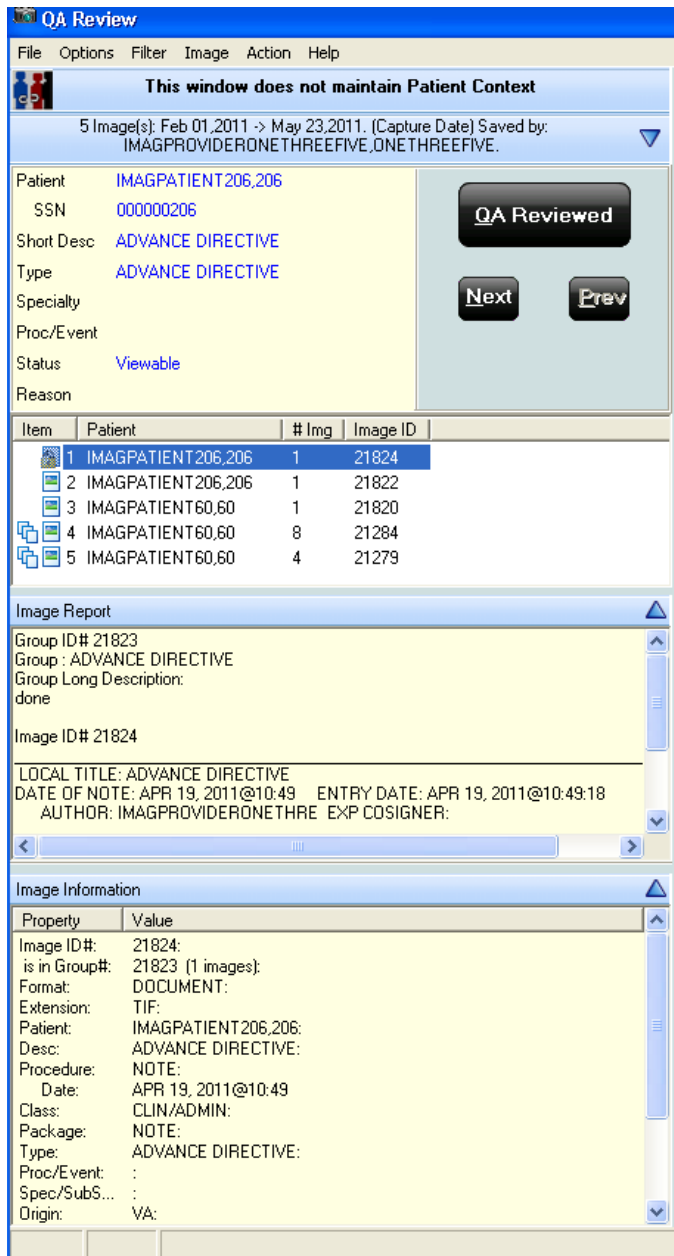 QA Review
File Options Filter Image Action Help
CP This window does not maintain Patient Context
5 Image(s): Feb 01,2011 -> May 23,2011. (Capture Date) Saved by:
IMAGPROVIDERONETHREEFIVE,ONETHREEFIVE.
Patient IMAGPATIENT206,206
SSN 000000206
Short Desc ADVANCE DIRECTIVE
Type ADVANCE DIRECTIVE
Specialty
Proc/Event
Status Viewable
Reason
QA Reviewed
Next Prev
Item Patient # Img Image ID
1 IMAGPATIENT206,206 1 21824
2 IMAGPATIENT206,206 1 21822
3 IMAGPATIENT60,60 1 21820
4 IMAGPATIENT60,60 8 21284
5 IMAGPATIENT60,60 4 21279
Image Report
Group ID# 21823
Group : ADVANCE DIRECTIVE
Group Long Description:
done
Image ID# 21824
LOCAL TITLE: ADVANCE DIRECTIVE
DATE OF NOTE: APR 19, 2011@10:49 ENTRY DATE: APR 19, 2011@10:49:18
AUTHOR: IMAGPROVIDERONETHRE EXP COSIGNER:
Image Information
Property Value
Image ID#: 21824:
is in Group#: 21823 (1 images):
Format: DOCUMENT:
Extension: TIF:
Patient: IMAGPATIENT206,206:
Desc: ADVANCE DIRECTIVE:
Procedure: NOTE:
Date: APR 19, 2011@10:49
Class: CLIN/ADMIN:
Package: NOTE:
Type: ADVANCE DIRECTIVE:
Proc/Event: :
Spec/SubS... :
Origin: VA: